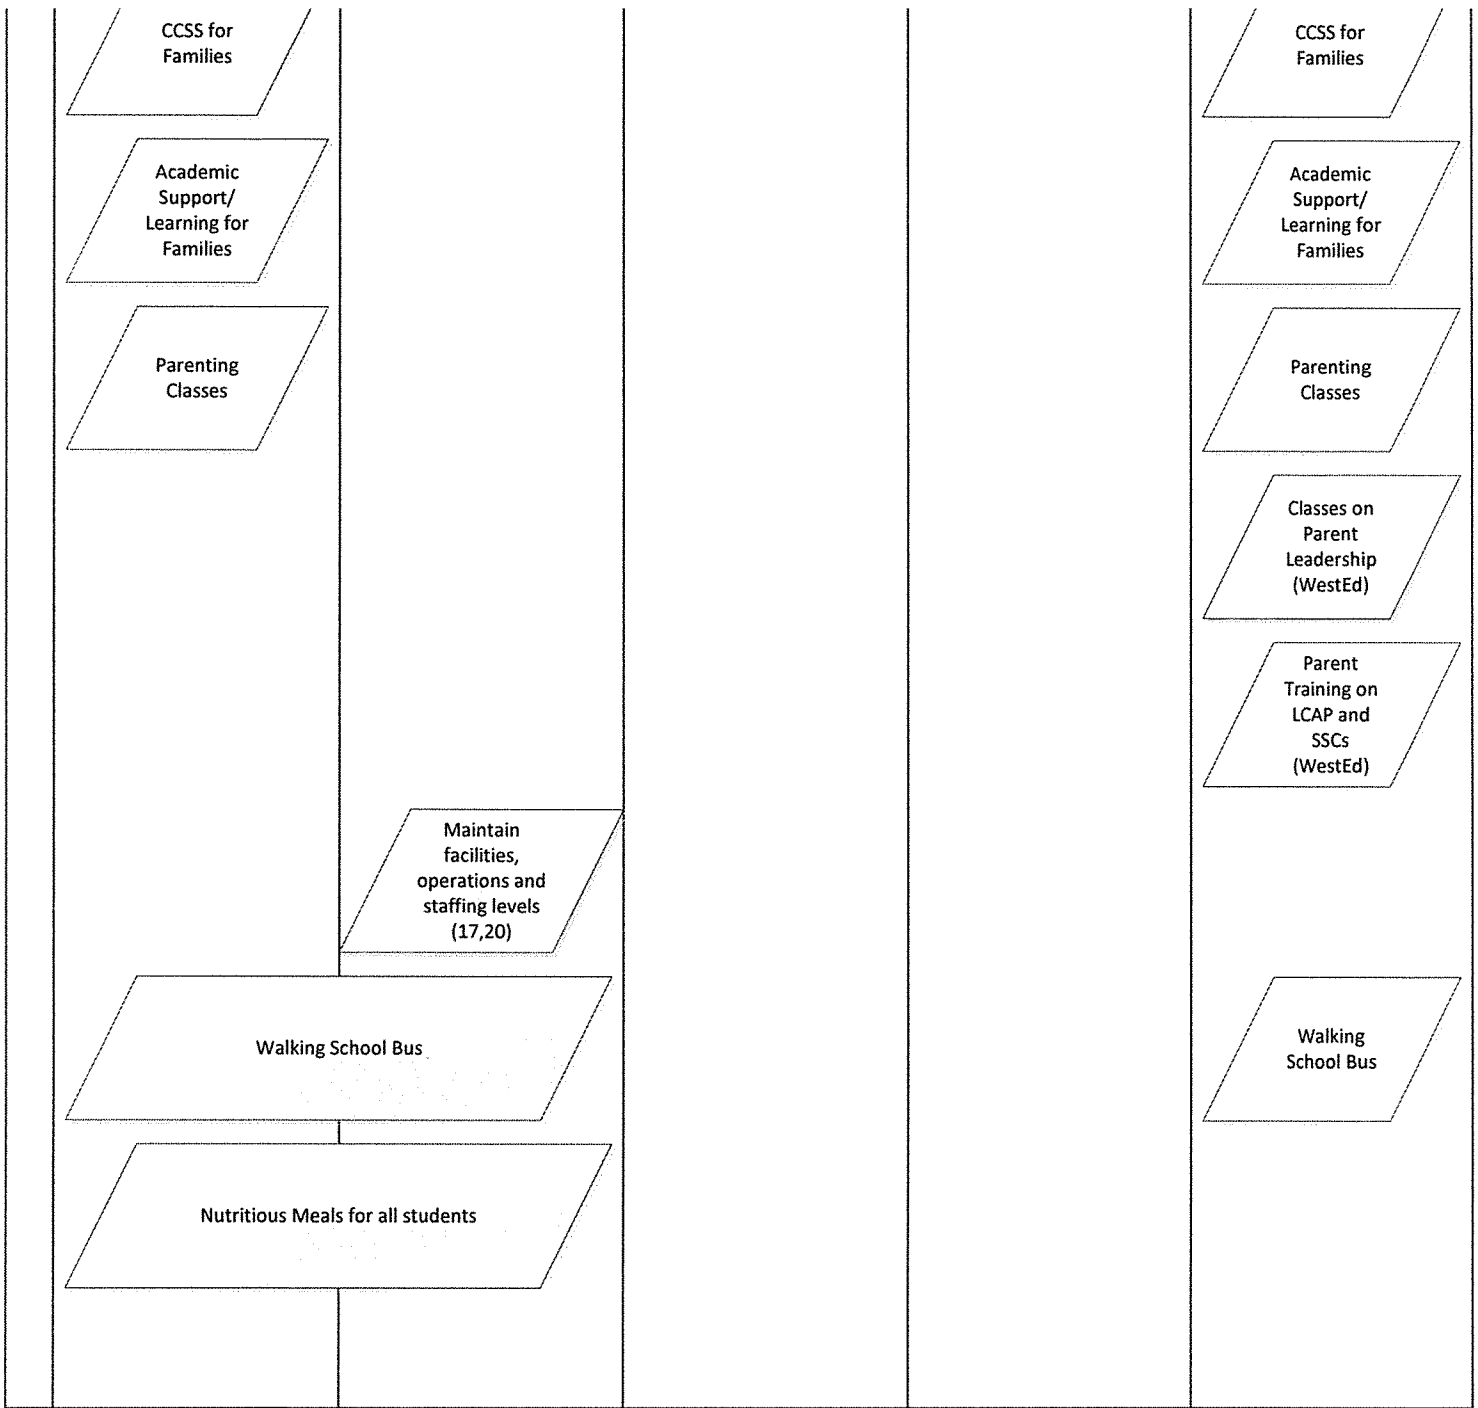 CCSS for
Families
CCSS for
Families
Academic
Support/
Learning for
Families
Academic
Support/
Learning for
Families
Parenting
Classes
Parenting
Classes
Classes on
Parent
Leadership
(WestEd)
Parent
Training on
LCAP and
SSCs
(WestEd)
Maintain
facilities,
operations and
staffing levels
(17,20)
Walking School Bus
Walking
School Bus
Nutritious Meals for all students